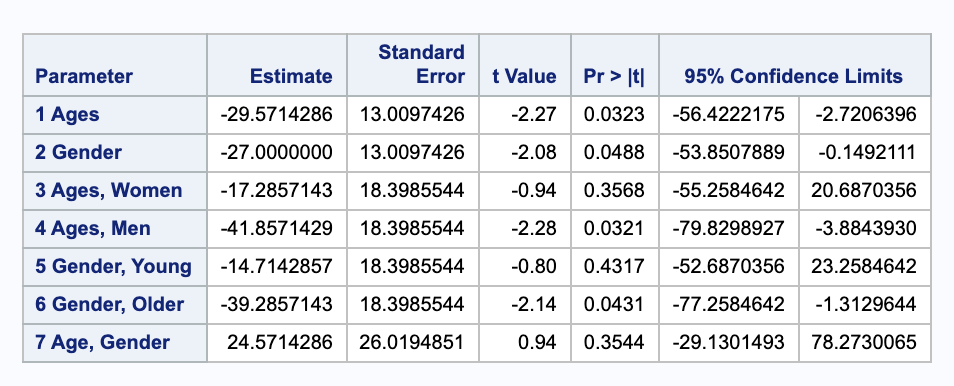 Parameter Estimate Standard Error t Value Pr > |t| 95% Confidence Limits
1 Ages -29.5714286 13.0097426 -2.27 0.0323 -56.4222175 -2.7206396
2 Gender -27.0000000 13.0097426 -2.08 0.0488 -53.8507889 -0.1492111
3 Ages, Women -17.2857143 18.3985544 -0.94 0.3568 -55.2584642 20.6870356
4 Ages, Men -41.8571429 18.3985544 -2.28 0.0321 -79.8298927 -3.8843930
5 Gender, Young -14.7142857 18.3985544 -0.80 0.4317 -52.6870356 23.2584642
6 Gender, Older -39.2857143 18.3985544 -2.14 0.0431 -77.2584642 -1.3129644
7 Age, Gender 24.5714286 26.0194851 0.94 0.3544 -29.1301493 78.2730065